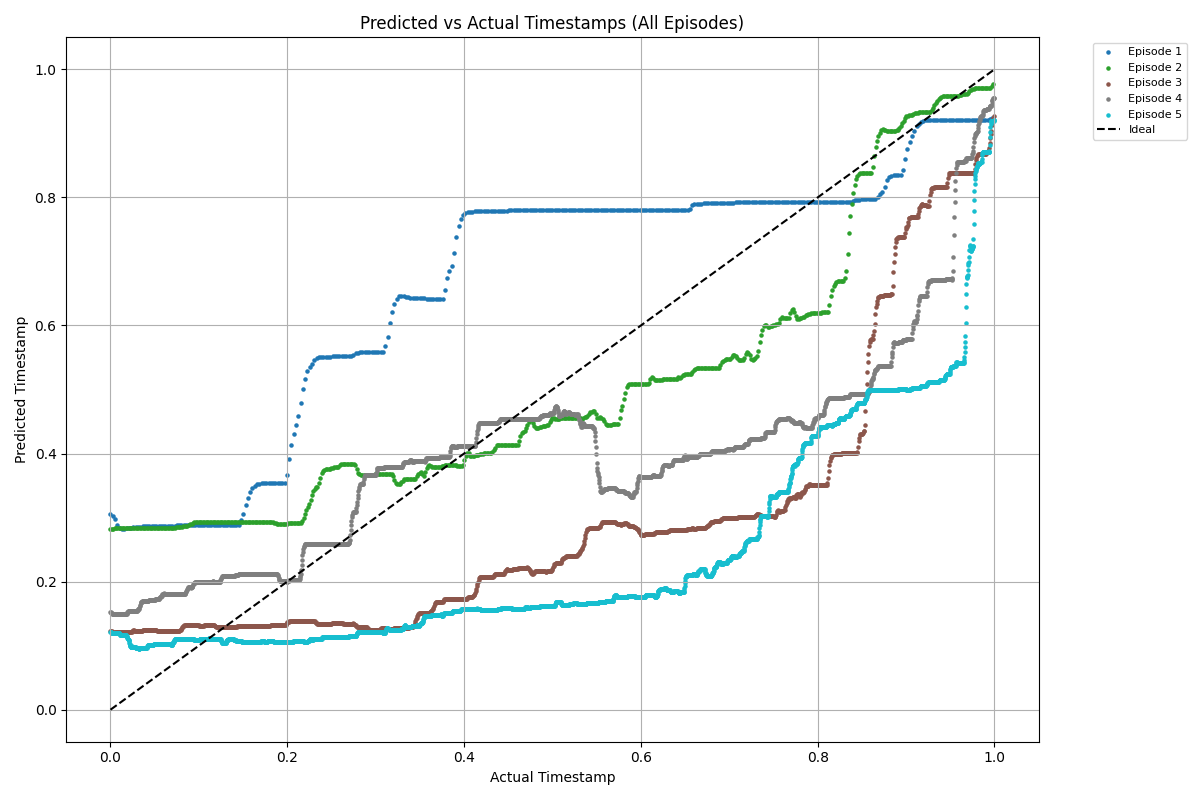 Predicted vs Actual Timestamps (All Episodes)
Episode 1
Episode 2
Episode 3
Episode 4
Episode 5
Ideal
1.0
0.8
0.6
0.4
0.2
0.0
Predicted Timestamp
0.0 0.2 0.4 0.6 0.8 1.0
Actual Timestamp